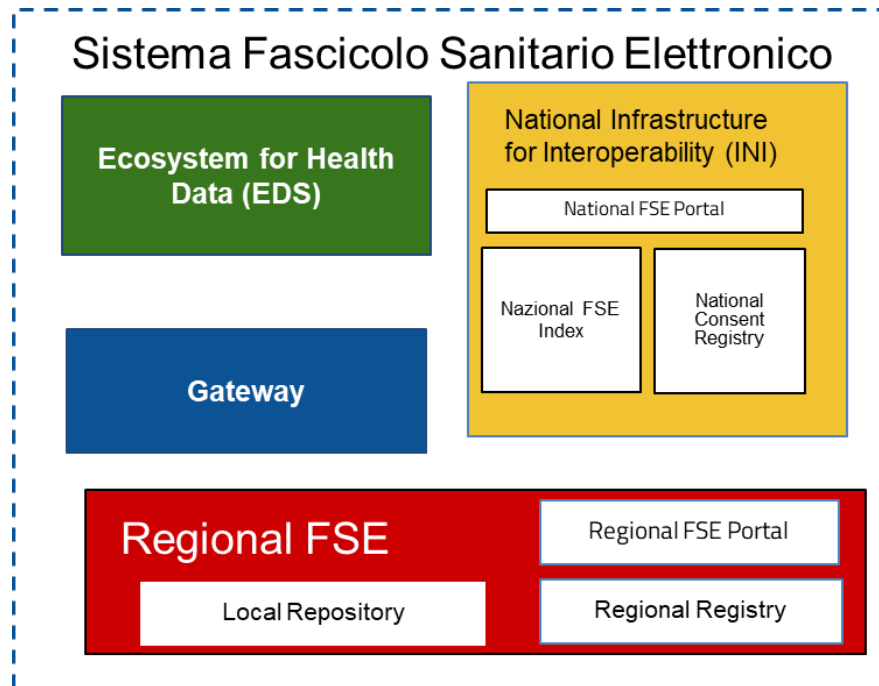 Sistema Fascicolo Sanitario Elettronico
Ecosystem for Health
Data (EDS)
National Infrastructure
for Interoperability (INI)
National FSE Portal
Nazional FSE
Index
National
Consent
Registry
Gateway
Regional FSE
Regional FSE Portal
Local Repository
Regional Registry